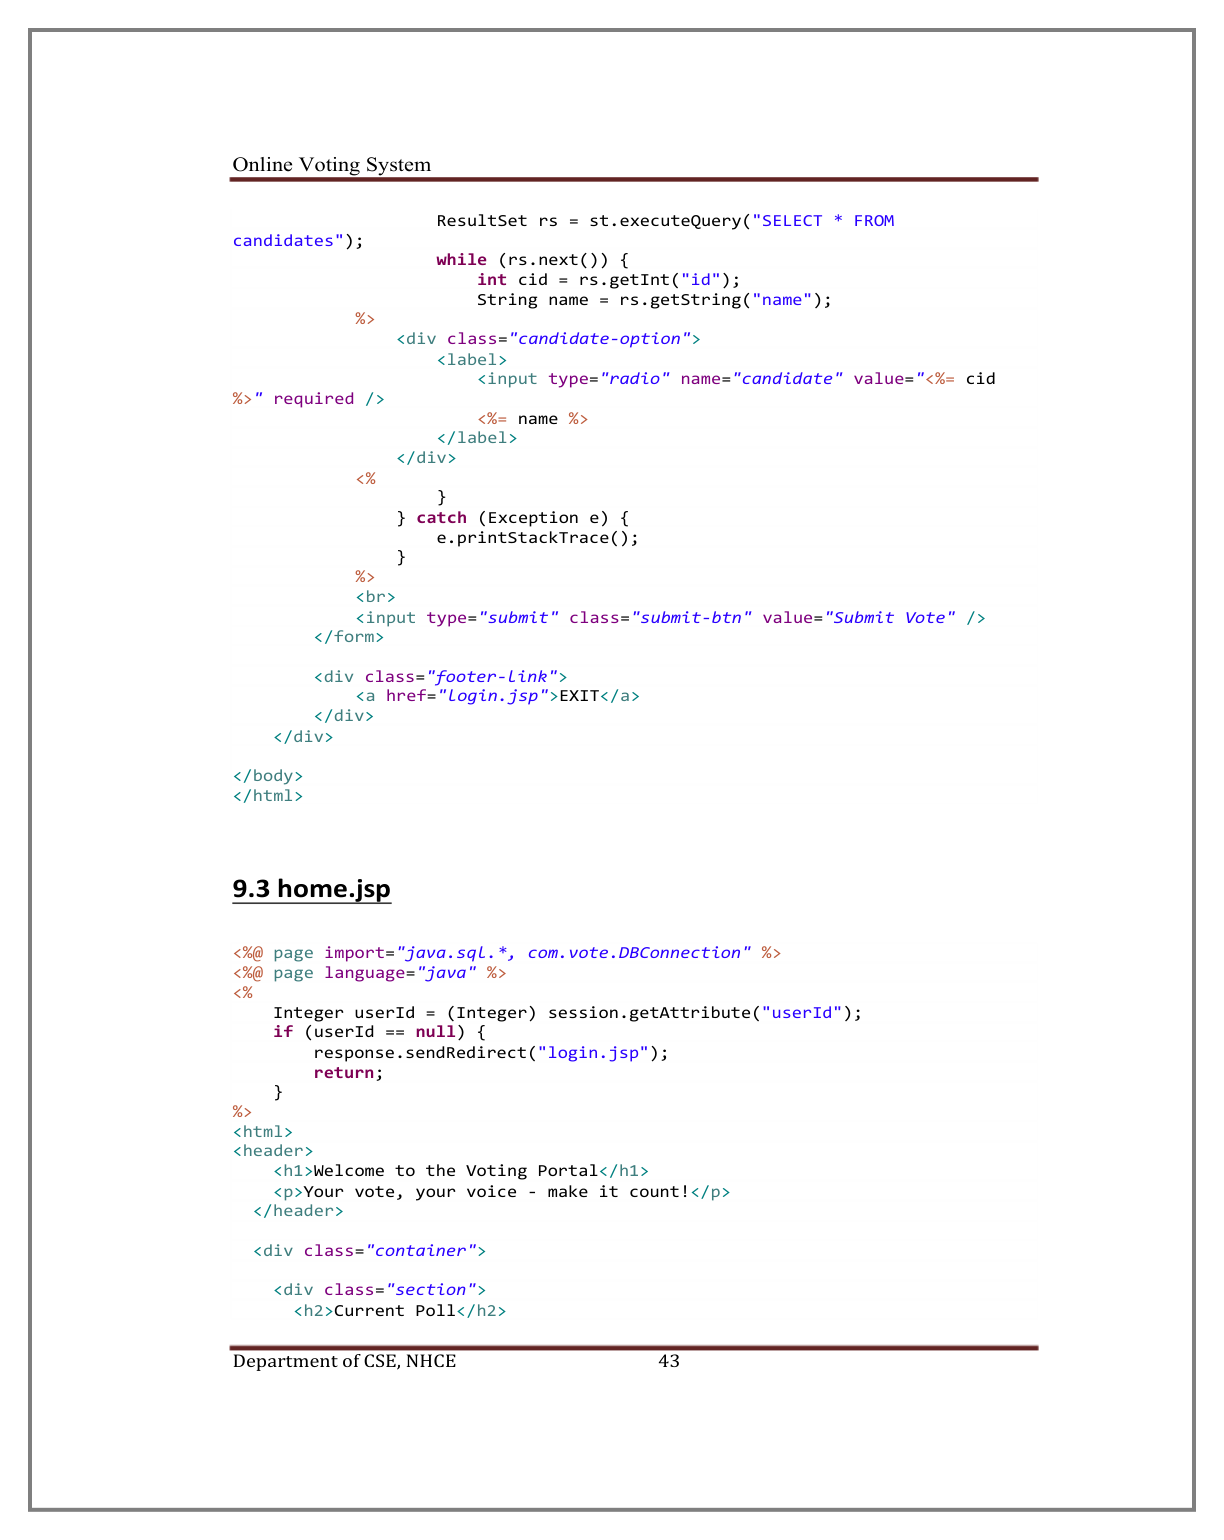 Online Voting System
ResultSet rs = st.executeQuery("SELECT * FROM
candidates");
while (rs.next()) {
int cid = rs.getInt("id");
String name = rs.getString("name");
%>
<div class="candidate-option">
<label>
<input type="radio" name="candidate" value="<%= cid
%>" required />
<%= name %>
</label>
</div>
<%
}
} catch (Exception e) {
e.printStackTrace();
}
%>
<br>
<input type="submit" class="submit-btn" value="Submit Vote" />
</form>
<div class="footer-link">
<a href="login.jsp">EXIT</a>
</div>
</div>
</body>
</html>
9.3 home.jsp
<%@ page import="java.sql.*, com.vote.DBConnection" %>
<%@ page language="java" %>
<%
Integer userId = (Integer) session.getAttribute("userId");
if (userId == null) {
response.sendRedirect("login.jsp");
return;
}
%>
<html>
<header>
<h1>Welcome to the Voting Portal</h1>
<p>Your vote, your voice - make it count!</p>
</header>
<div class="container">
<div class="section">
<h2>Current Poll</h2>
Department of CSE, NHCE 43